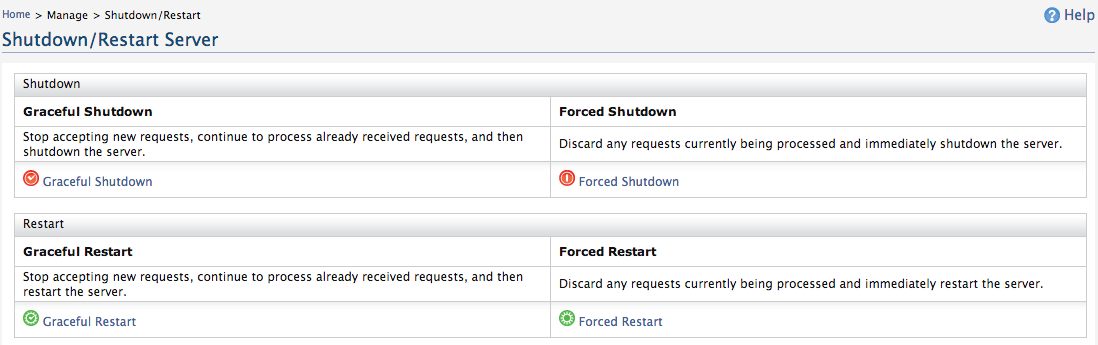 Home > Manage > Shutdown/Restart
Help
Shutdown/Restart Server
Shutdown
Graceful Shutdown
Forced Shutdown
Stop accepting new requests, continue to process already received requests, and then
shutdown the server.
Discard any requests currently being processed and immediately shutdown the server.
Graceful Shutdown
Forced Shutdown
Restart
Graceful Restart
Forced Restart
Stop accepting new requests, continue to process already received requests, and then
restart the server.
Discard any requests currently being processed and immediately restart the server.
Graceful Restart
Forced Restart